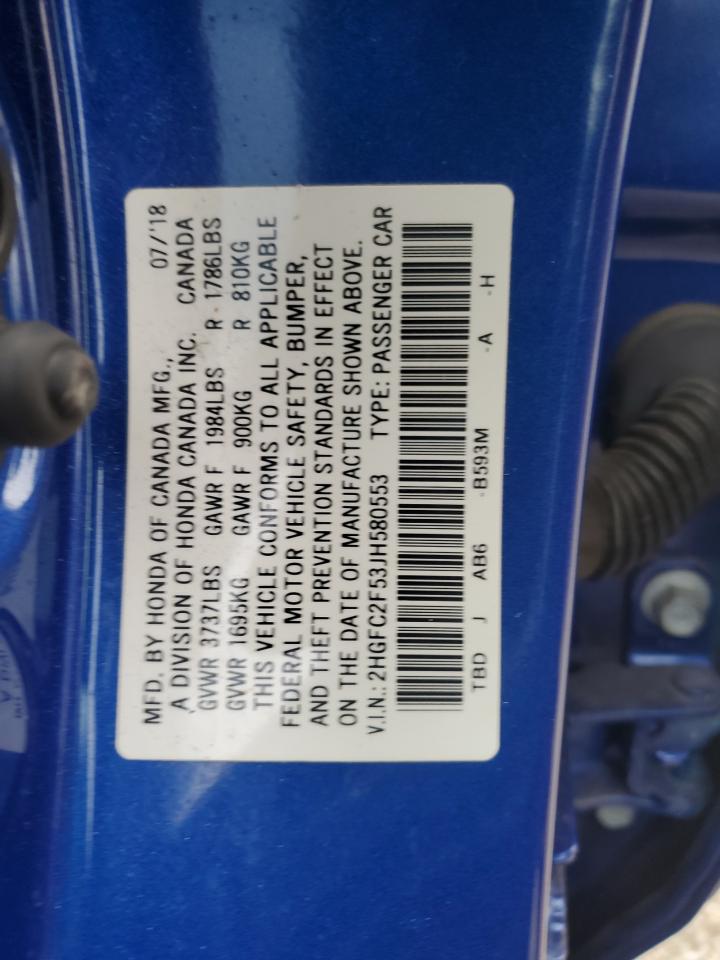 MFD. BY HONDA OF CANADA MFG., 07/'18
A DIVISION OF HONDA CANADA INC. CANADA
GVWR 3737LBS GAWR F 1984LBS R 1786LBS
GVWR 1695KG GAWR F 900KG R 810KG
THIS VEHICLE CONFORMS TO ALL APPLICABLE
FEDERAL MOTOR VEHICLE SAFETY, BUMPER,
AND THEFT PREVENTION STANDARDS IN EFFECT
ON THE DATE OF MANUFACTURE SHOWN ABOVE.
V.I.N.: 2HGFC2F53JH580553 TYPE: PASSENGER CAR
TBD J AB6 -B593M -A -H